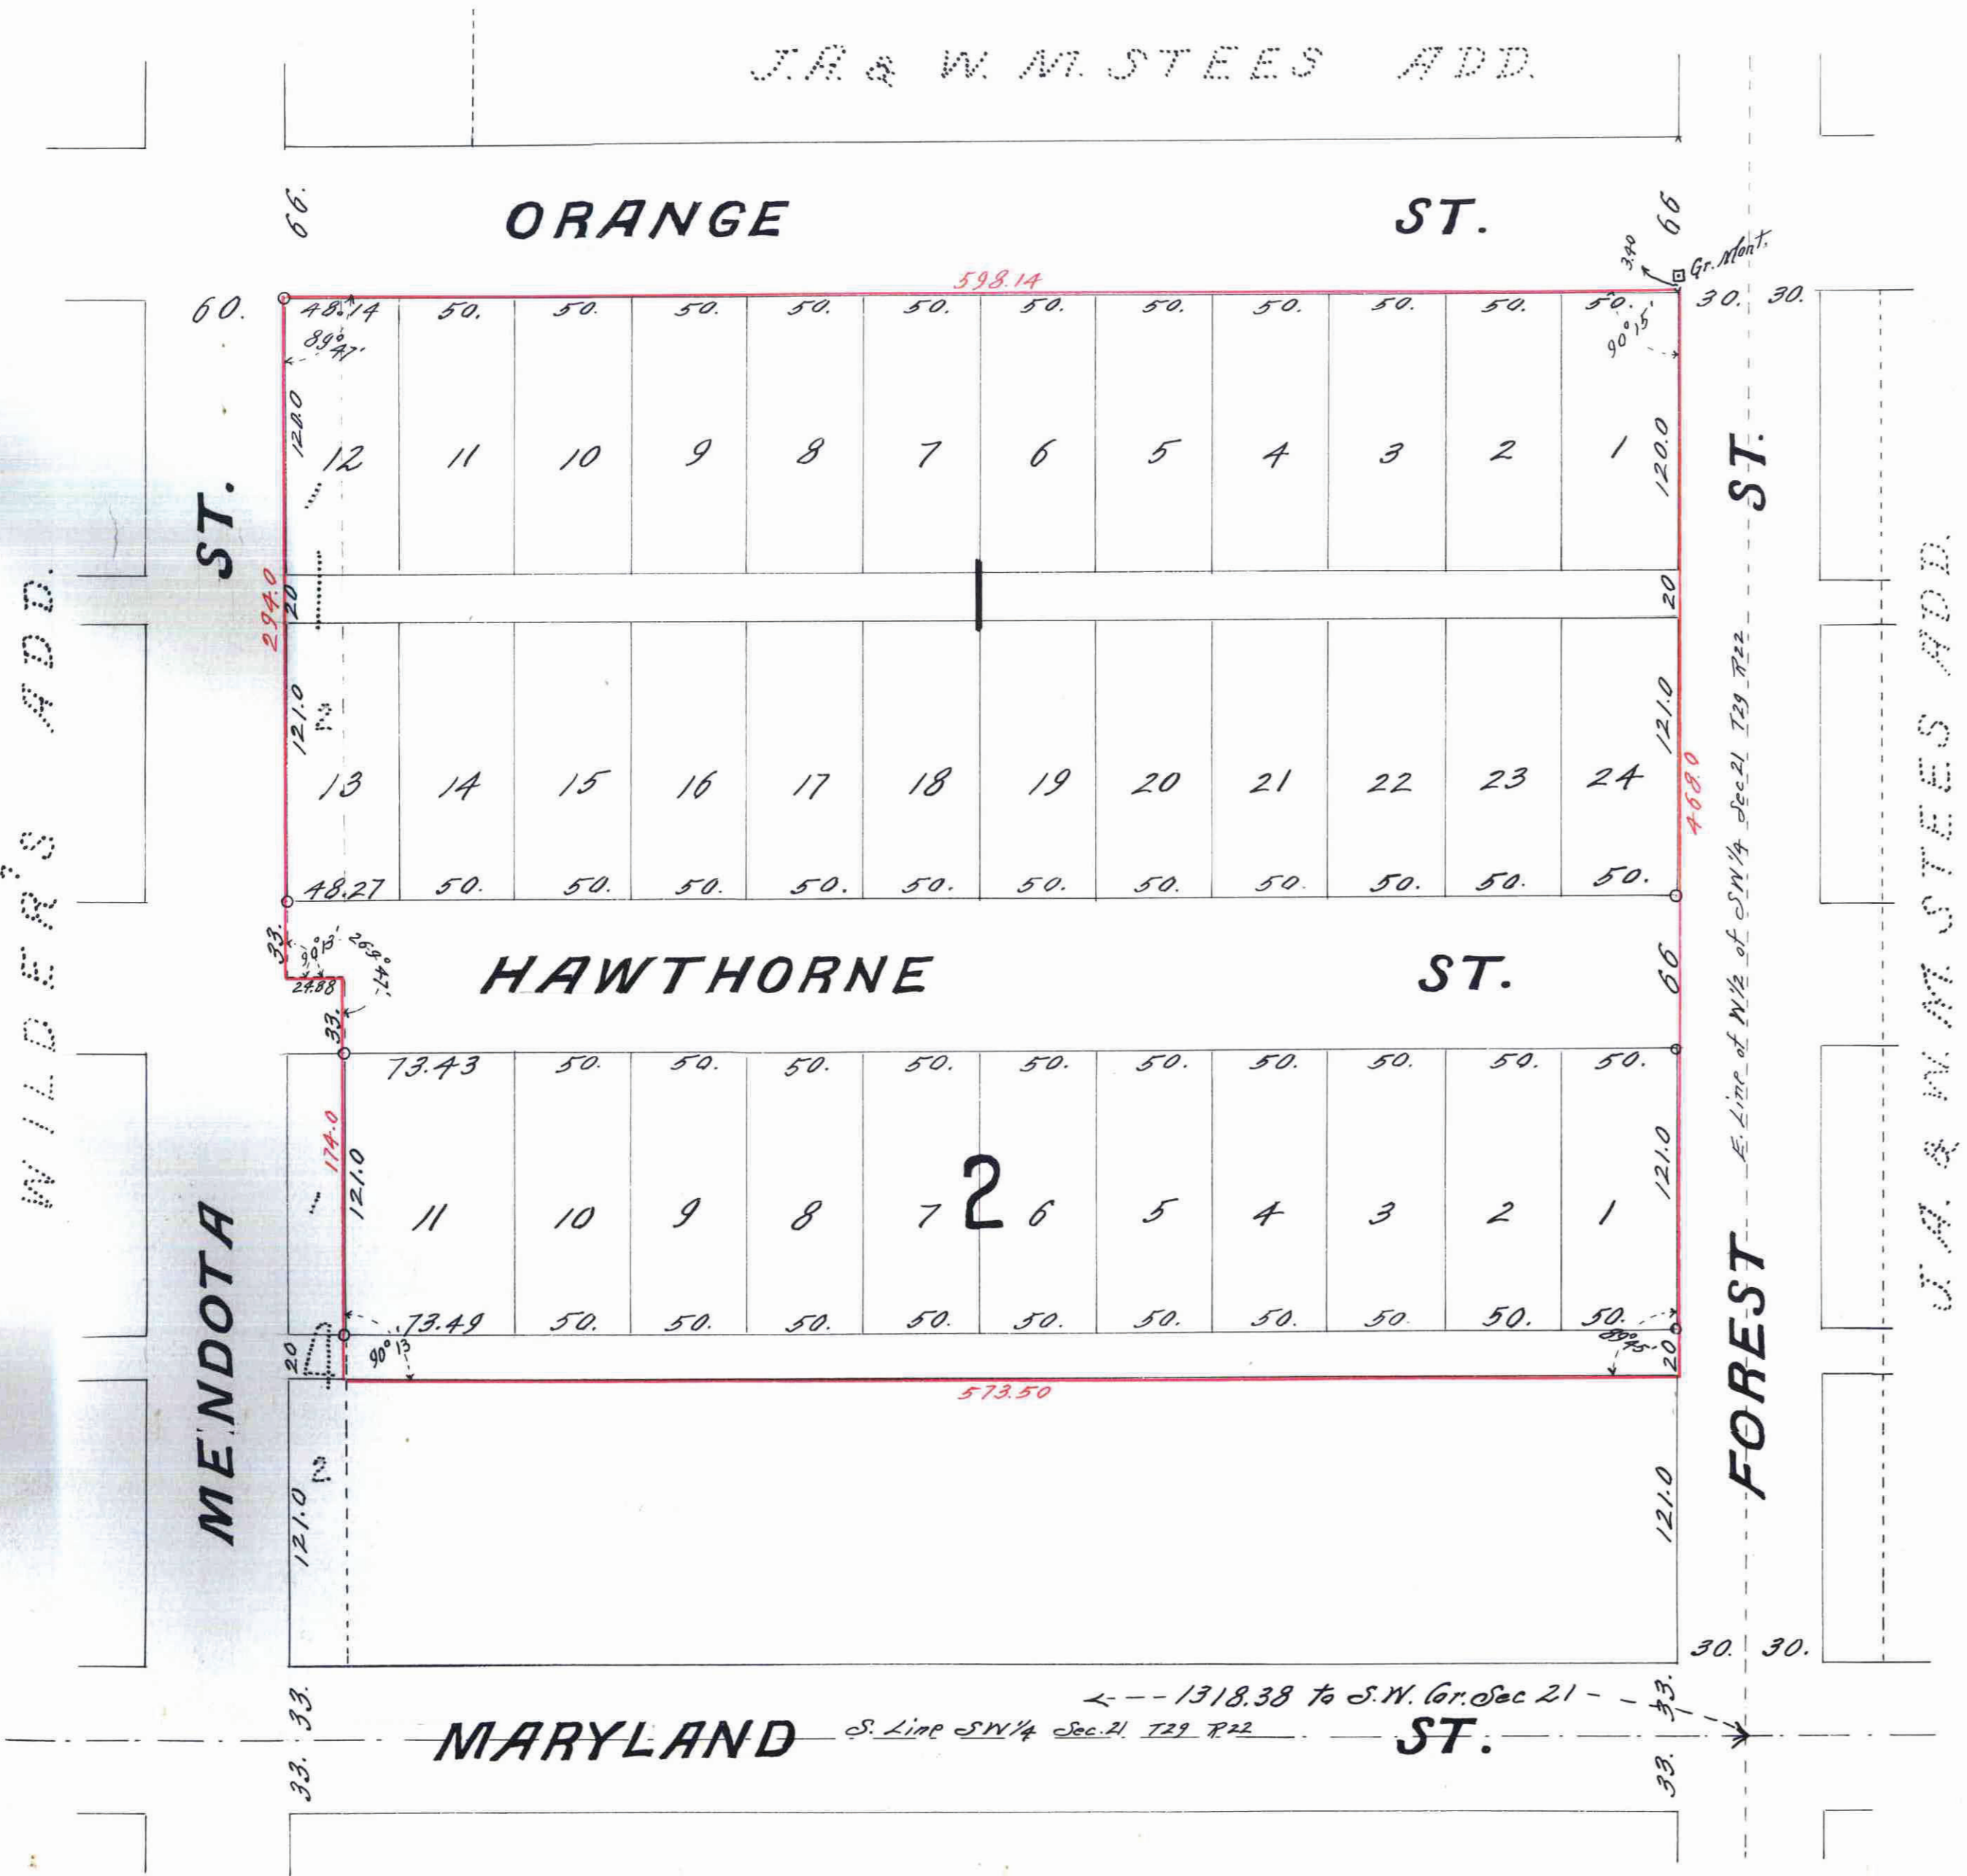 J.A. & W. M. STEES ADD.
66.
ORANGE ST.
66
3.40
Gr. Mont.
598.14
60.
48.14 50. 50. 50. 50. 50. 50. 50. 50. 50. 50. 50.
30. 30.
89° 47'
90° 15'
120.0
120.0
12 11 10 9 8 7 6 5 4 3 2 1
1
20
20
294.0
121.0
2
121.0
468.0
13 14 15 16 17 18 19 20 21 22 23 24
48.27 50. 50. 50. 50. 50. 50. 50. 50. 50. 50. 50.
33.
90° 13'
269° 47'
24.88
33.
HAWTHORNE ST.
66
73.43 50. 50. 50. 50. 50. 50. 50. 50. 50. 50.
174.0
121.0
121.0
11 10 9 8 7 6 5 4 3 2 1
2
73.49 50. 50. 50. 50. 50. 50. 50. 50. 50. 50.
20
90° 13'
89° 45'
20
573.50
2
121.0
121.0
30. 30.
33.
33.
1318.38 to S.W. Cor. Sec 21
MARYLAND ST.
S. Line SW 1/4 Sec. 21 T29 R22
33.
33.
MENDOTA ST.
WILDER'S ADD.
FOREST ST.
E. Line of W 1/2 of SW 1/4 Sec 21 T29 R22
J.A. & W.M. STEES ADD.